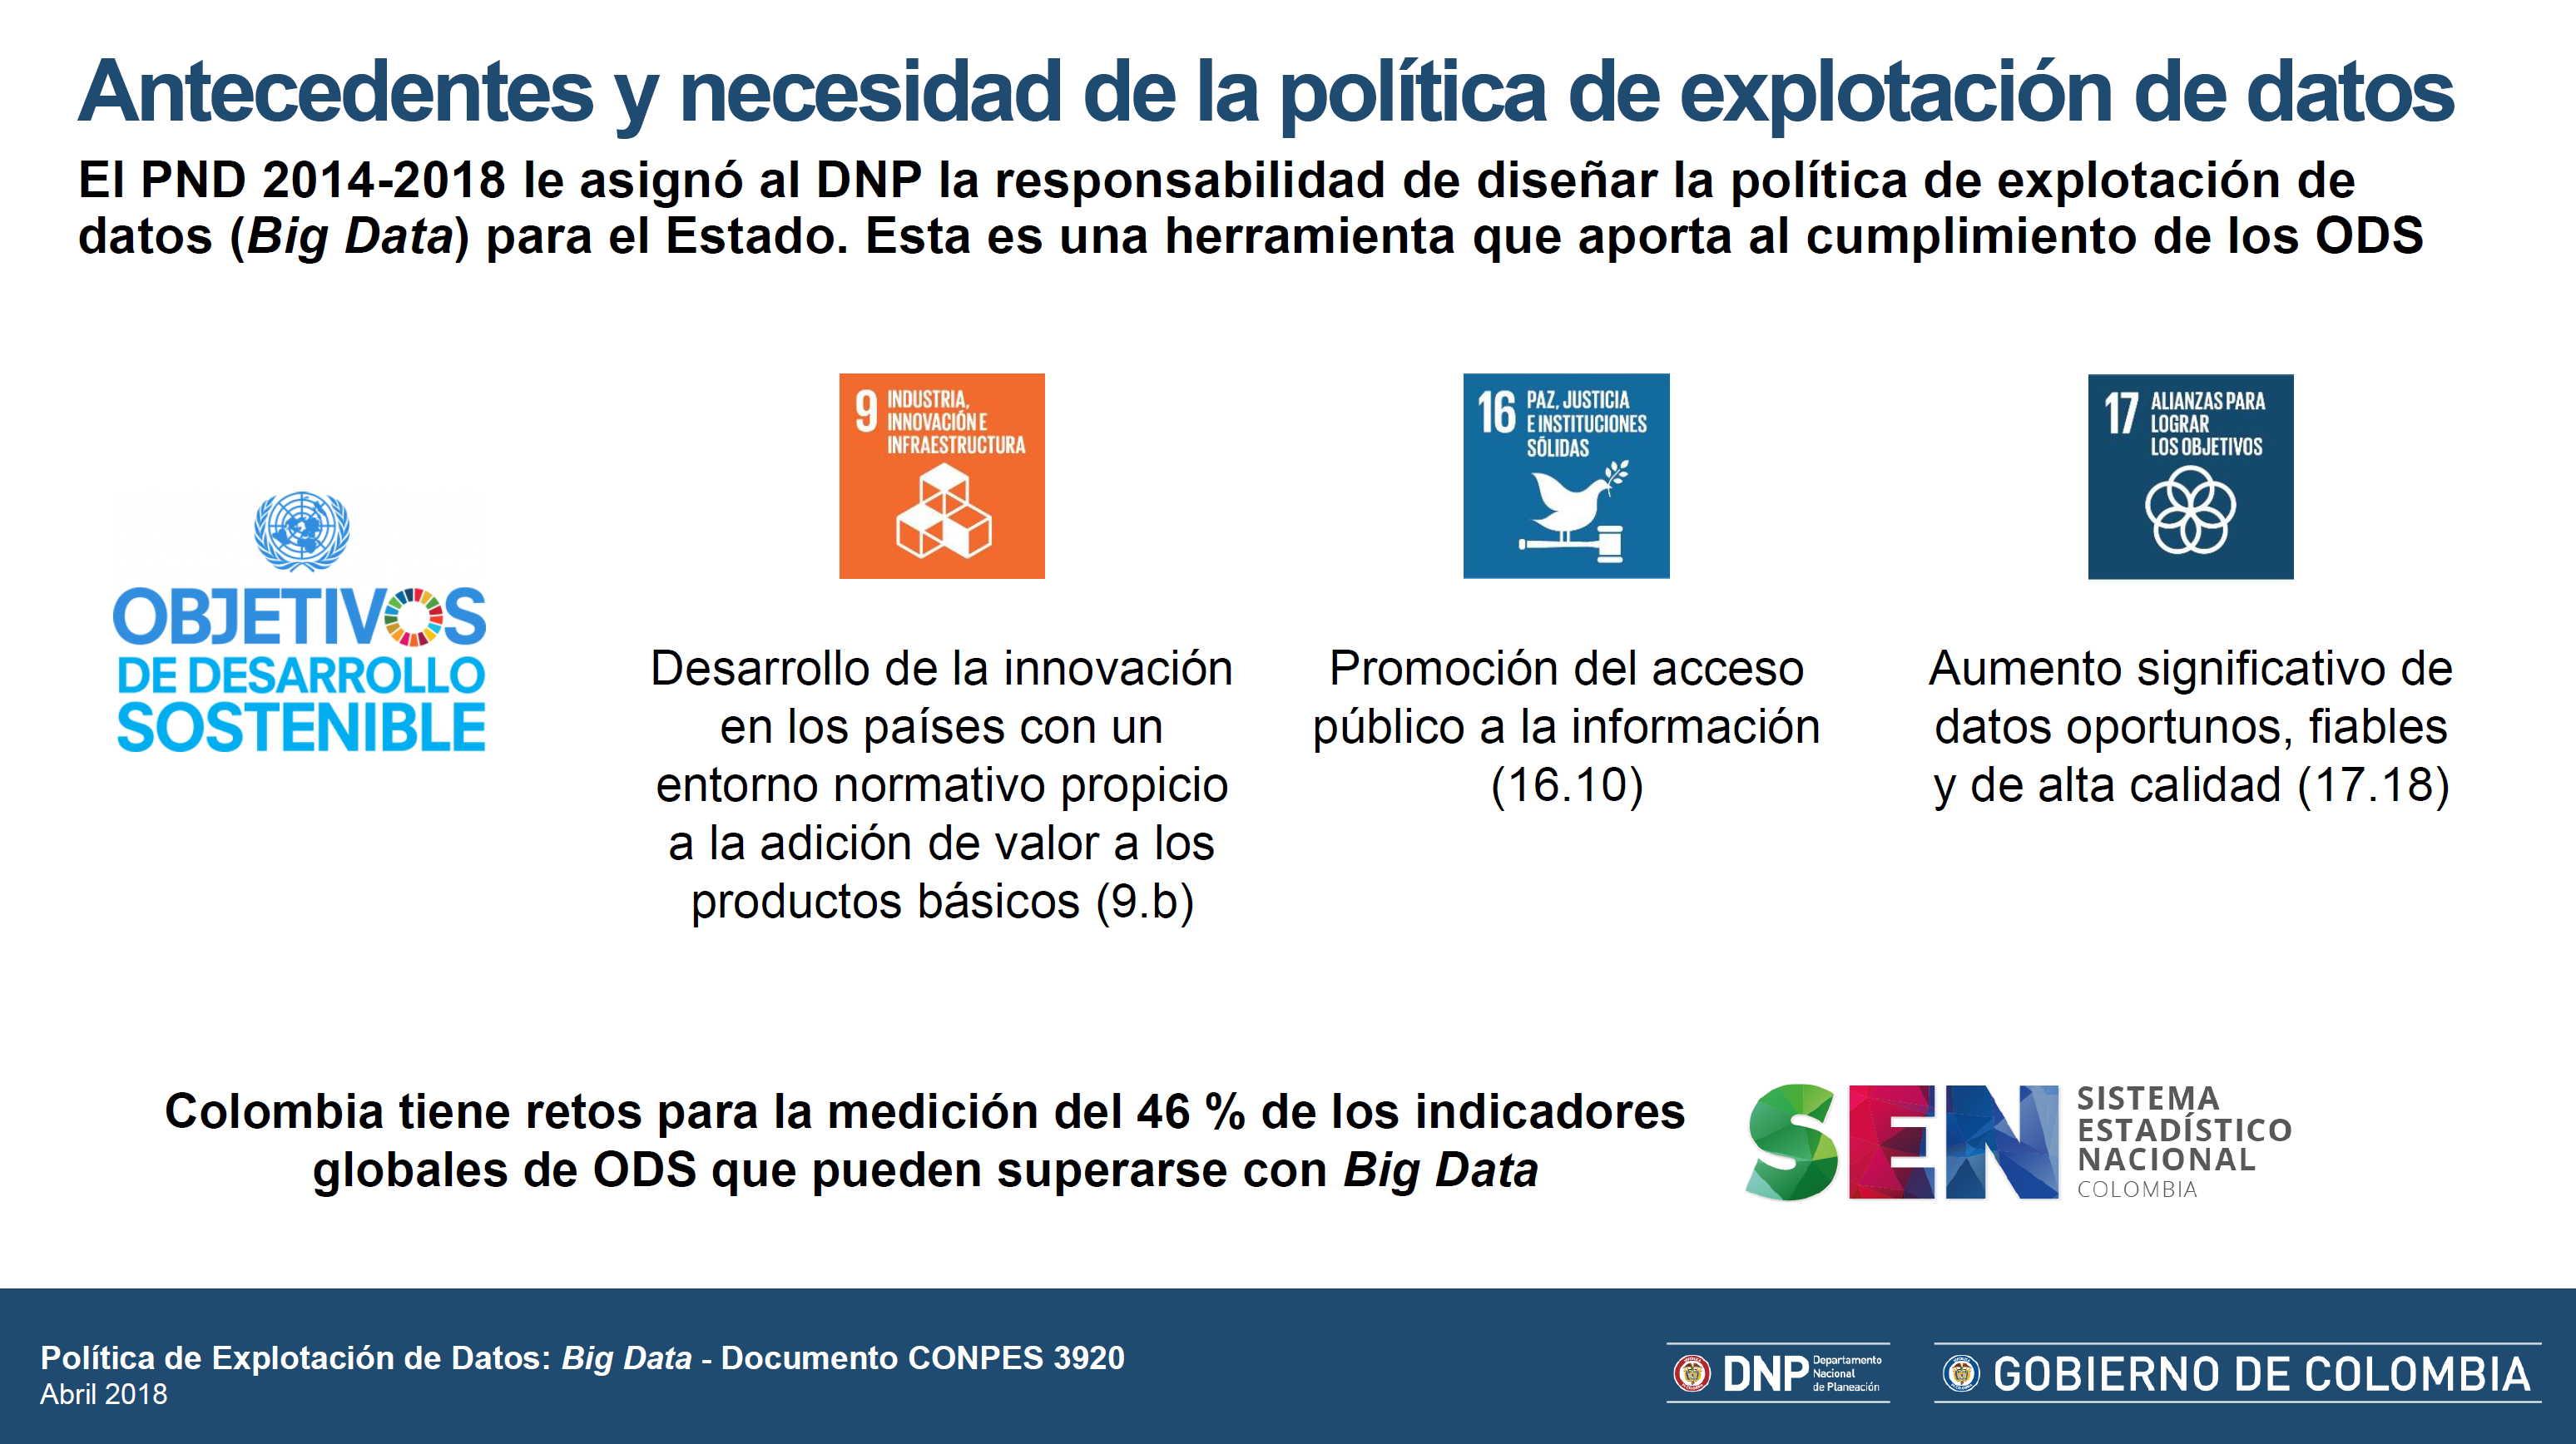 Antecedentes y necesidad de la política de explotación de datos
El PND 2014-2018 le asignó al DNP la responsabilidad de diseñar la política de explotación de
datos (Big Data) para el Estado. Esta es una herramienta que aporta al cumplimiento de los ODS
OBJETIVOS
DE DESARROLLO
SOSTENIBLE
9 INDUSTRIA,
INNOVACIÓN E
INFRAESTRUCTURA
Desarrollo de la innovación
en los países con un
entorno normativo propicio
a la adición de valor a los
productos básicos (9.b)
16 PAZ, JUSTICIA
E INSTITUCIONES
SÓLIDAS
Promoción del acceso
público a la información
(16.10)
17 ALIANZAS PARA
LOGRAR
LOS OBJETIVOS
Aumento significativo de
datos oportunos, fiables
y de alta calidad (17.18)
Colombia tiene retos para la medición del 46 % de los indicadores
globales de ODS que pueden superarse con Big Data
SEN
SISTEMA
ESTADÍSTICO
NACIONAL
COLOMBIA
Política de Explotación de Datos: Big Data - Documento CONPES 3920
Abril 2018
DNP
Departamento
Nacional
de Planeación
GOBIERNO DE COLOMBIA